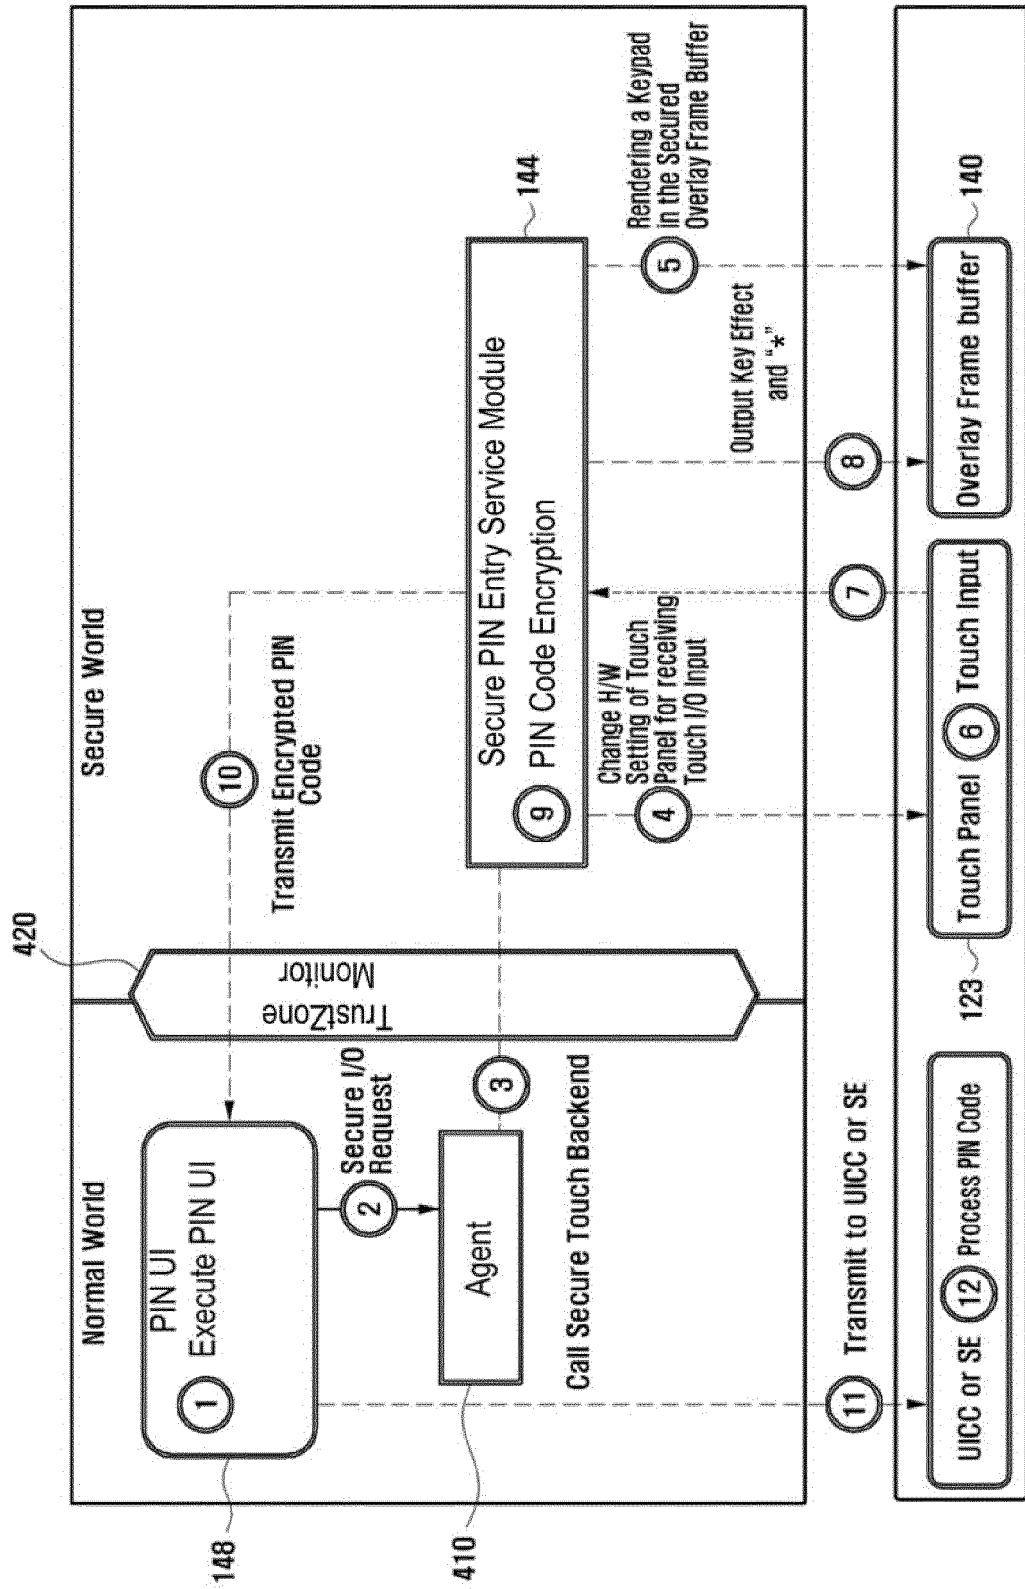 Normal World
Secure World
420
148
PIN UI
1 Execute PIN UI
10
Transmit Encrypted PIN
Code
2
Secure I/O
Request
TrustZone
Monitor
410
Agent
3
Call Secure Touch Backend
144
Secure PIN Entry Service Module
9 PIN Code Encryption
4
Change H/W
Setting of Touch
Panel for receiving
Touch I/O Input
5
Rendering a Keypad
in the Secured
Overlay Frame Buffer
Output Key Effect
and "*"
11 Transmit to UICC or SE
7
8
UICC or SE 12 Process PIN Code
123
Touch Panel 6 Touch Input
Overlay Frame buffer
140